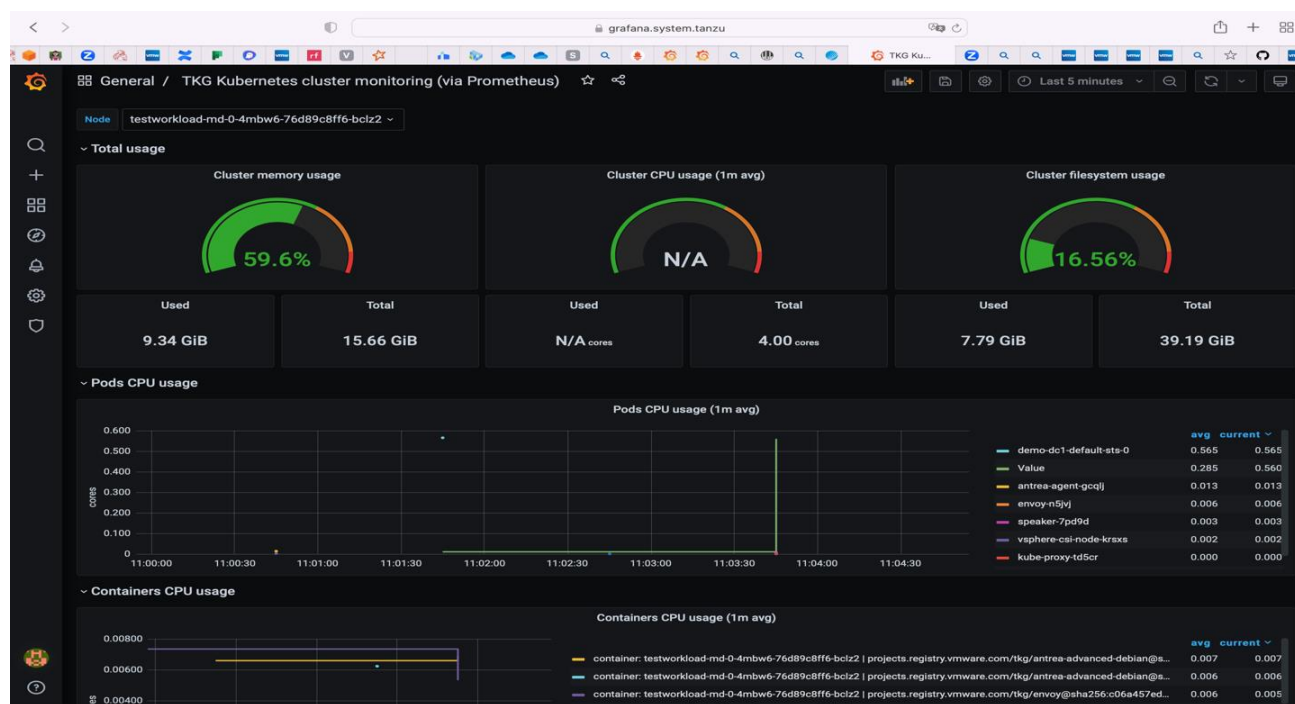 grafana.system.tanzu
TKG Ku...
General / TKG Kubernetes cluster monitoring (via Prometheus)
Last 5 minutes
Node testworkload-md-0-4mbw6-76d89c8ff6-bclz2
Total usage
Cluster memory usage
59.6%
Cluster CPU usage (1m avg)
N/A
Cluster filesystem usage
16.56%
Used
9.34 GiB
Total
15.66 GiB
Used
N/A cores
Total
4.00 cores
Used
7.79 GiB
Total
39.19 GiB
Pods CPU usage
Pods CPU usage (1m avg)
cores
0.600
0.500
0.400
0.300
0.200
0.100
0
11:00:00 11:00:30 11:01:00 11:01:30 11:02:00 11:02:30 11:03:00 11:03:30 11:04:00 11:04:30
avg current
demo-dc1-default-sts-0 0.565 0.565
Value 0.285 0.560
antrea-agent-gcqlj 0.013 0.013
envoy-n5jvj 0.006 0.006
speaker-7pd9d 0.003 0.003
vsphere-csi-node-krsxs 0.002 0.002
kube-proxy-td5cr 0.000 0.000
Containers CPU usage
Containers CPU usage (1m avg)
0.00800
0.00600
0.00400
avg current
container: testworkload-md-0-4mbw6-76d89c8ff6-bclz2 | projects.registry.vmware.com/tkg/antrea-advanced-debian@s... 0.007 0.007
container: testworkload-md-0-4mbw6-76d89c8ff6-bclz2 | projects.registry.vmware.com/tkg/antrea-advanced-debian@s... 0.006 0.006
container: testworkload-md-0-4mbw6-76d89c8ff6-bclz2 | projects.registry.vmware.com/tkg/envoy@sha256:c06a457ed... 0.006 0.005